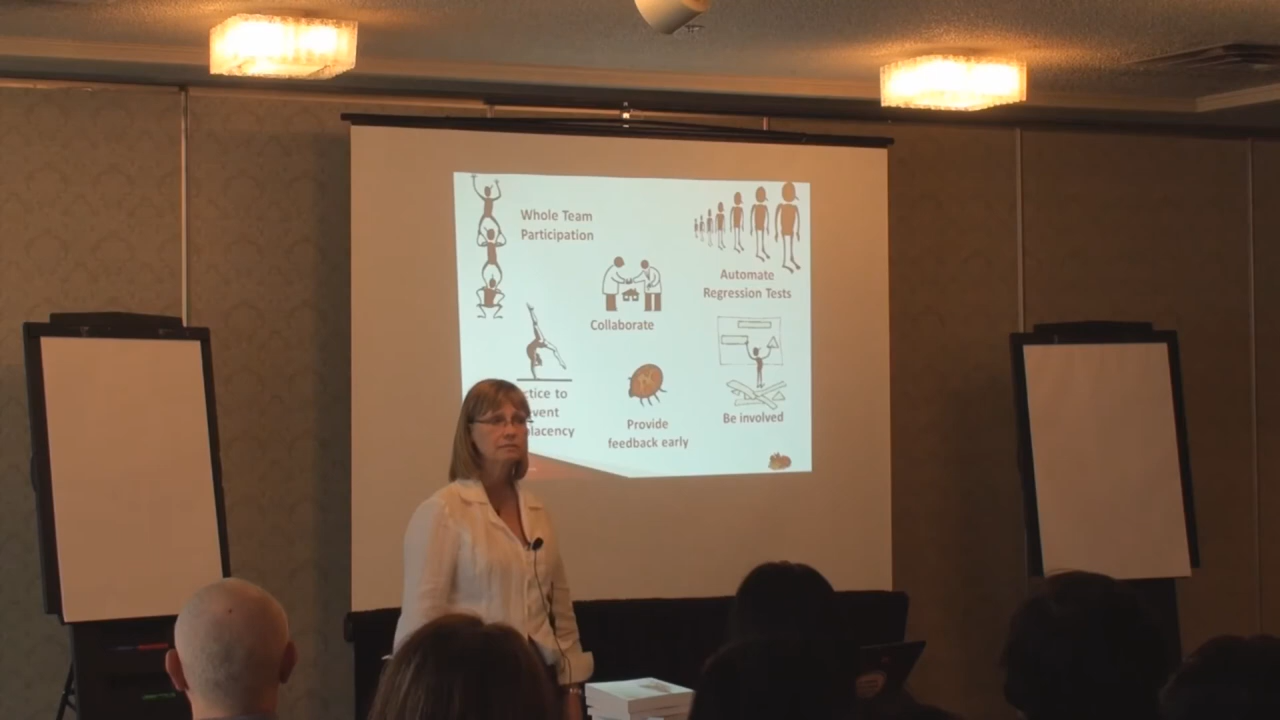 Whole Team
Participation
Automate
Regression Tests
Collaborate
Be involved
Provide
feedback early